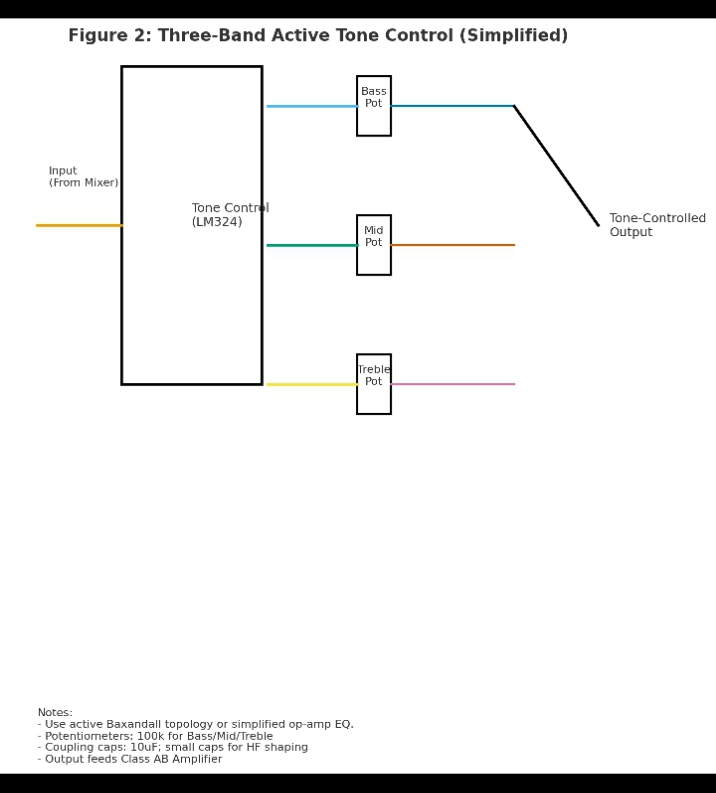 Figure 2: Three-Band Active Tone Control (Simplified)
Bass
Pot
Input
(From Mixer)
Tone Control
(LM324)
Mid
Pot
Tone-Controlled
Output
Treble
Pot
Notes:
- Use active Baxandall topology or simplified op-amp EQ.
- Potentiometers: 100k for Bass/Mid/Treble
- Coupling caps: 10uF; small caps for HF shaping
- Output feeds Class AB Amplifier